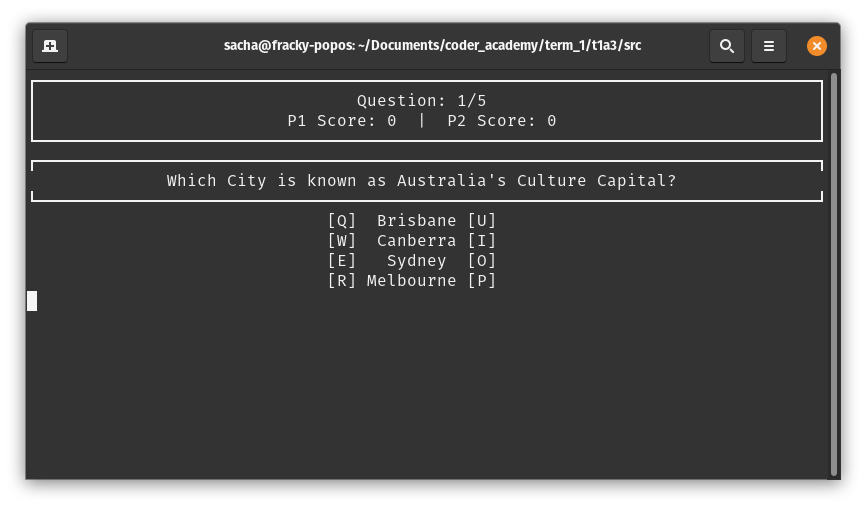 sacha@fracky-popos: ~/Documents/coder_academy/term_1/t1a3/src
Question: 1/5
P1 Score: 0 | P2 Score: 0
Which City is known as Australia's Culture Capital?
[Q] Brisbane [U]
[W] Canberra [I]
[E] Sydney [O]
[R] Melbourne [P]